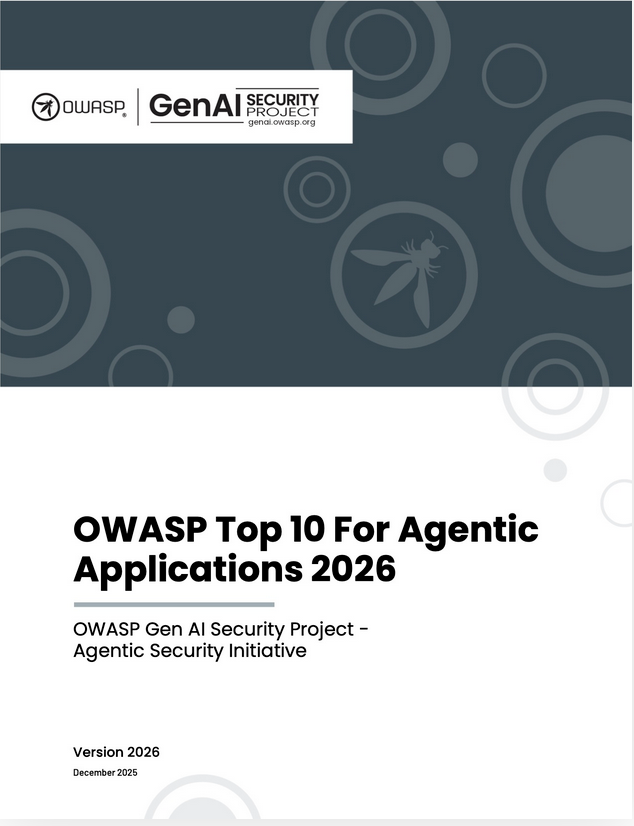 OWASP®
GenAI SECURITY
PROJECT
genai.owasp.org
OWASP Top 10 For Agentic
Applications 2026
OWASP Gen AI Security Project -
Agentic Security Initiative
Version 2026
December 2025